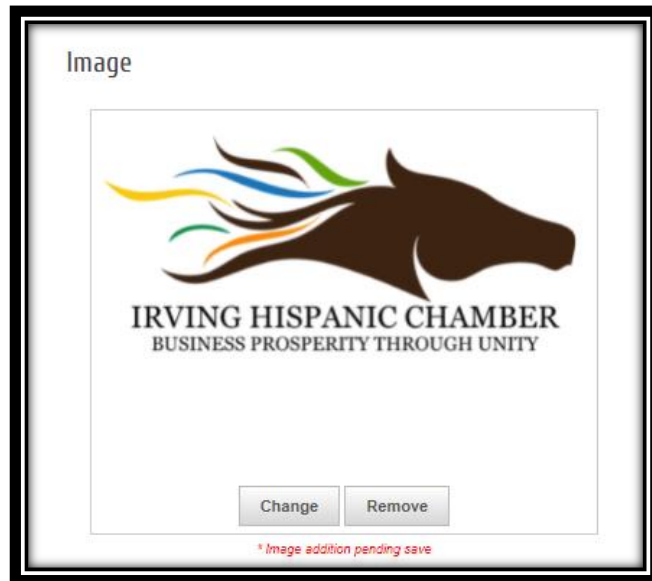 Image
IRVING HISPANIC CHAMBER
BUSINESS PROSPERITY THROUGH UNITY
Change Remove
* Image addition pending save